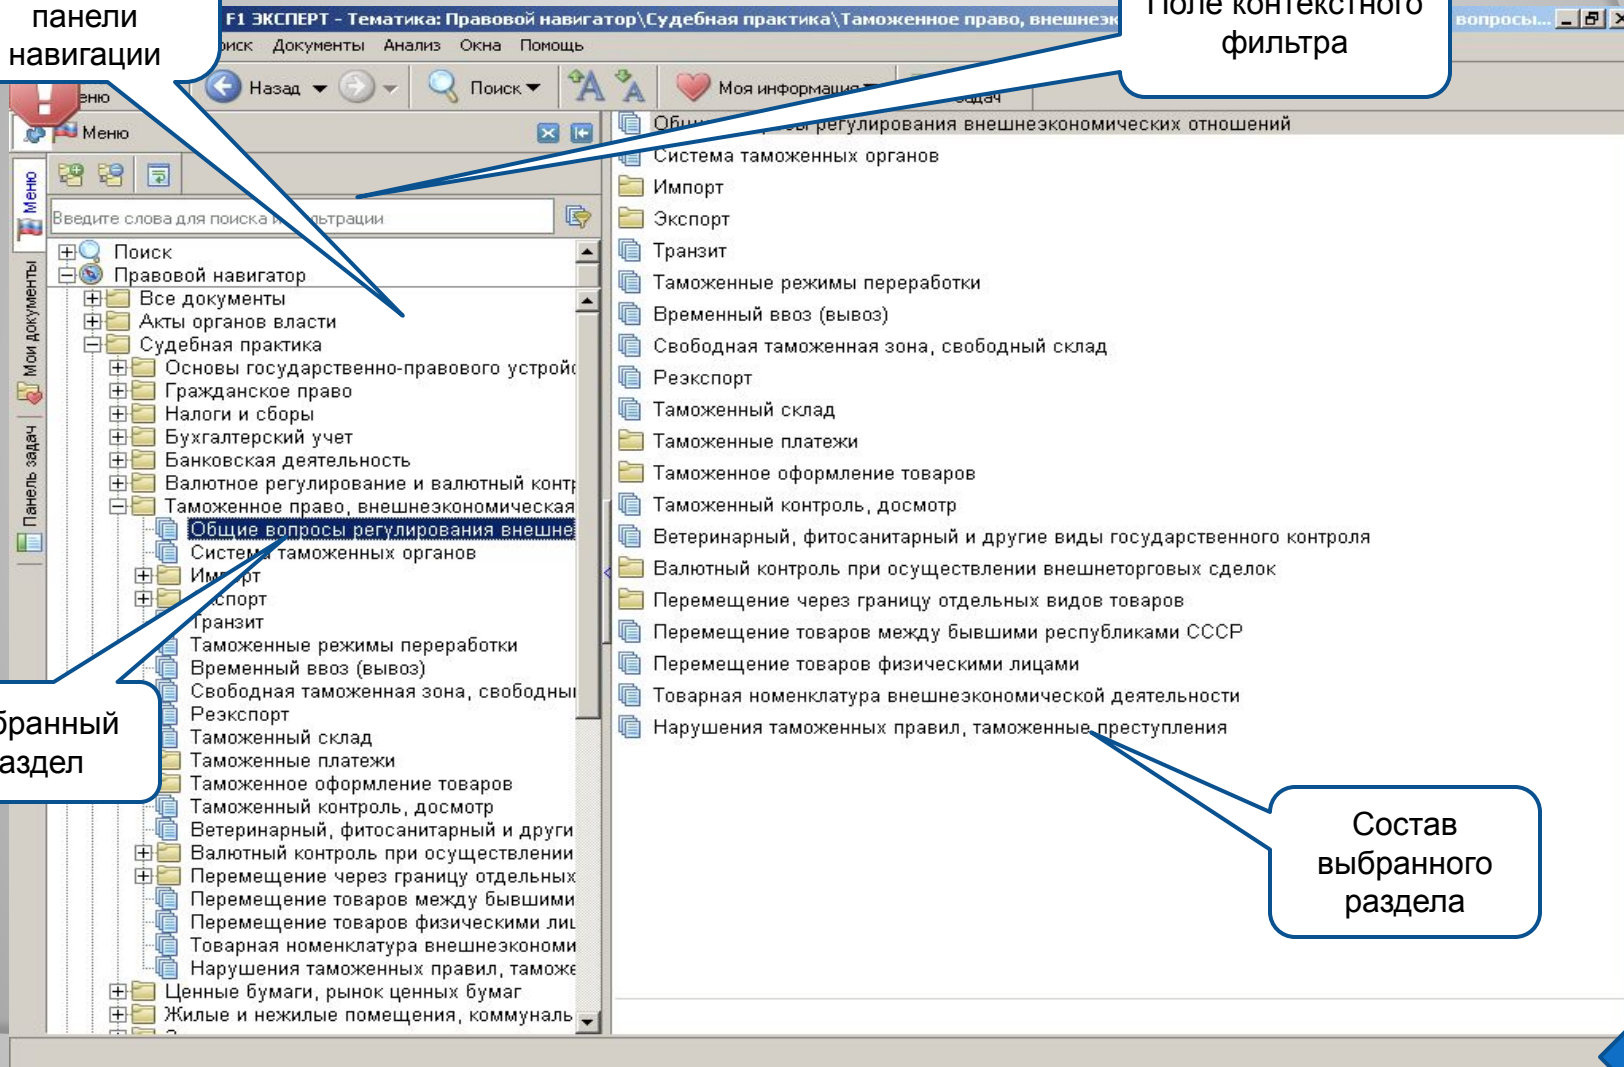 панели
навигации
Поле контекстного
фильтра
F1 ЭКСПЕРТ - Тематика: Правовой навигатор\Судебная практика\Таможенное право, внешнеэк
вопросы...
Документы Анализ Окна Помощь
Назад
Поиск
Моя информация
Меню
Меню
Мои документы
Панель задач
Введите слова для поиска и фильтрации
Поиск
Правовой навигатор
Все документы
Акты органов власти
Судебная практика
Основы государственно-правового устройс
Гражданское право
Налоги и сборы
Бухгалтерский учет
Банковская деятельность
Валютное регулирование и валютный контр
Таможенное право, внешнеэкономическая
Общие вопросы регулирования внешне
Система таможенных органов
Импорт
Экспорт
Транзит
Таможенные режимы переработки
Временный ввоз (вывоз)
Свободная таможенная зона, свободны
Реэкспорт
Таможенный склад
Таможенные платежи
Таможенное оформление товаров
Таможенный контроль, досмотр
Ветеринарный, фитосанитарный и други
Валютный контроль при осуществлении
Перемещение через границу отдельных
Перемещение товаров между бывшими
Перемещение товаров физическими лиц
Товарная номенклатура внешнеэкономи
Нарушения таможенных правил, таможе
Ценные бумаги, рынок ценных бумаг
Жилые и нежилые помещения, коммуналь
Общие вопросы регулирования внешнеэкономических отношений
Система таможенных органов
Импорт
Экспорт
Транзит
Таможенные режимы переработки
Временный ввоз (вывоз)
Свободная таможенная зона, свободный склад
Реэкспорт
Таможенный склад
Таможенные платежи
Таможенное оформление товаров
Таможенный контроль, досмотр
Ветеринарный, фитосанитарный и другие виды государственного контроля
Валютный контроль при осуществлении внешнеторговых сделок
Перемещение через границу отдельных видов товаров
Перемещение товаров между бывшими республиками СССР
Перемещение товаров физическими лицами
Товарная номенклатура внешнеэкономической деятельности
Нарушения таможенных правил, таможенные преступления
бранный
аздел
Состав
выбранного
раздела